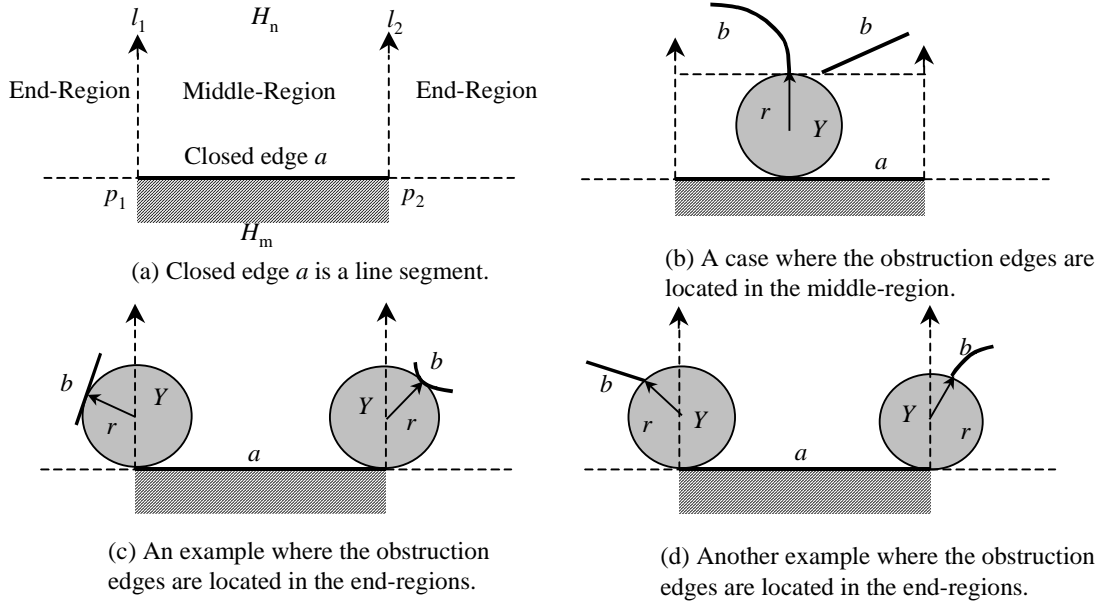 l1 Hn l2
End-Region Middle-Region End-Region
Closed edge a
p1 p2
Hm
(a) Closed edge a is a line segment.
b b
r Y
a
(b) A case where the obstruction edges are
located in the middle-region.
b Y r
a
Y r b
(c) An example where the obstruction
edges are located in the end-regions.
b r Y
a
Y r b
(d) Another example where the obstruction
edges are located in the end-regions.